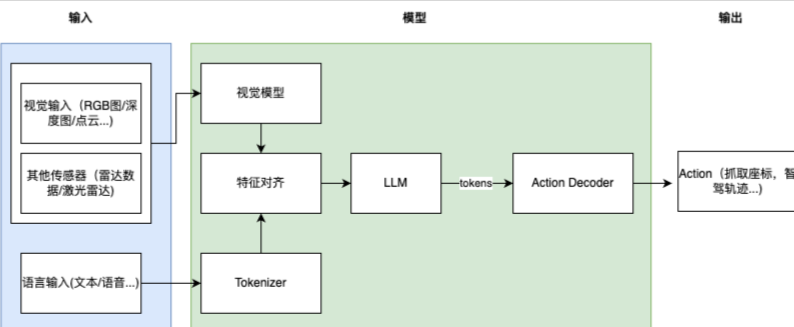 输入
模型
输出
视觉输入（RGB图/深
度图/点云...)
视觉模型
其他传感器（雷达数
据/激光雷达)
特征对齐
LLM
tokens
Action Decoder
Action（抓取座标，智
驾轨迹...)
语言输入(文本/语音...)
Tokenizer